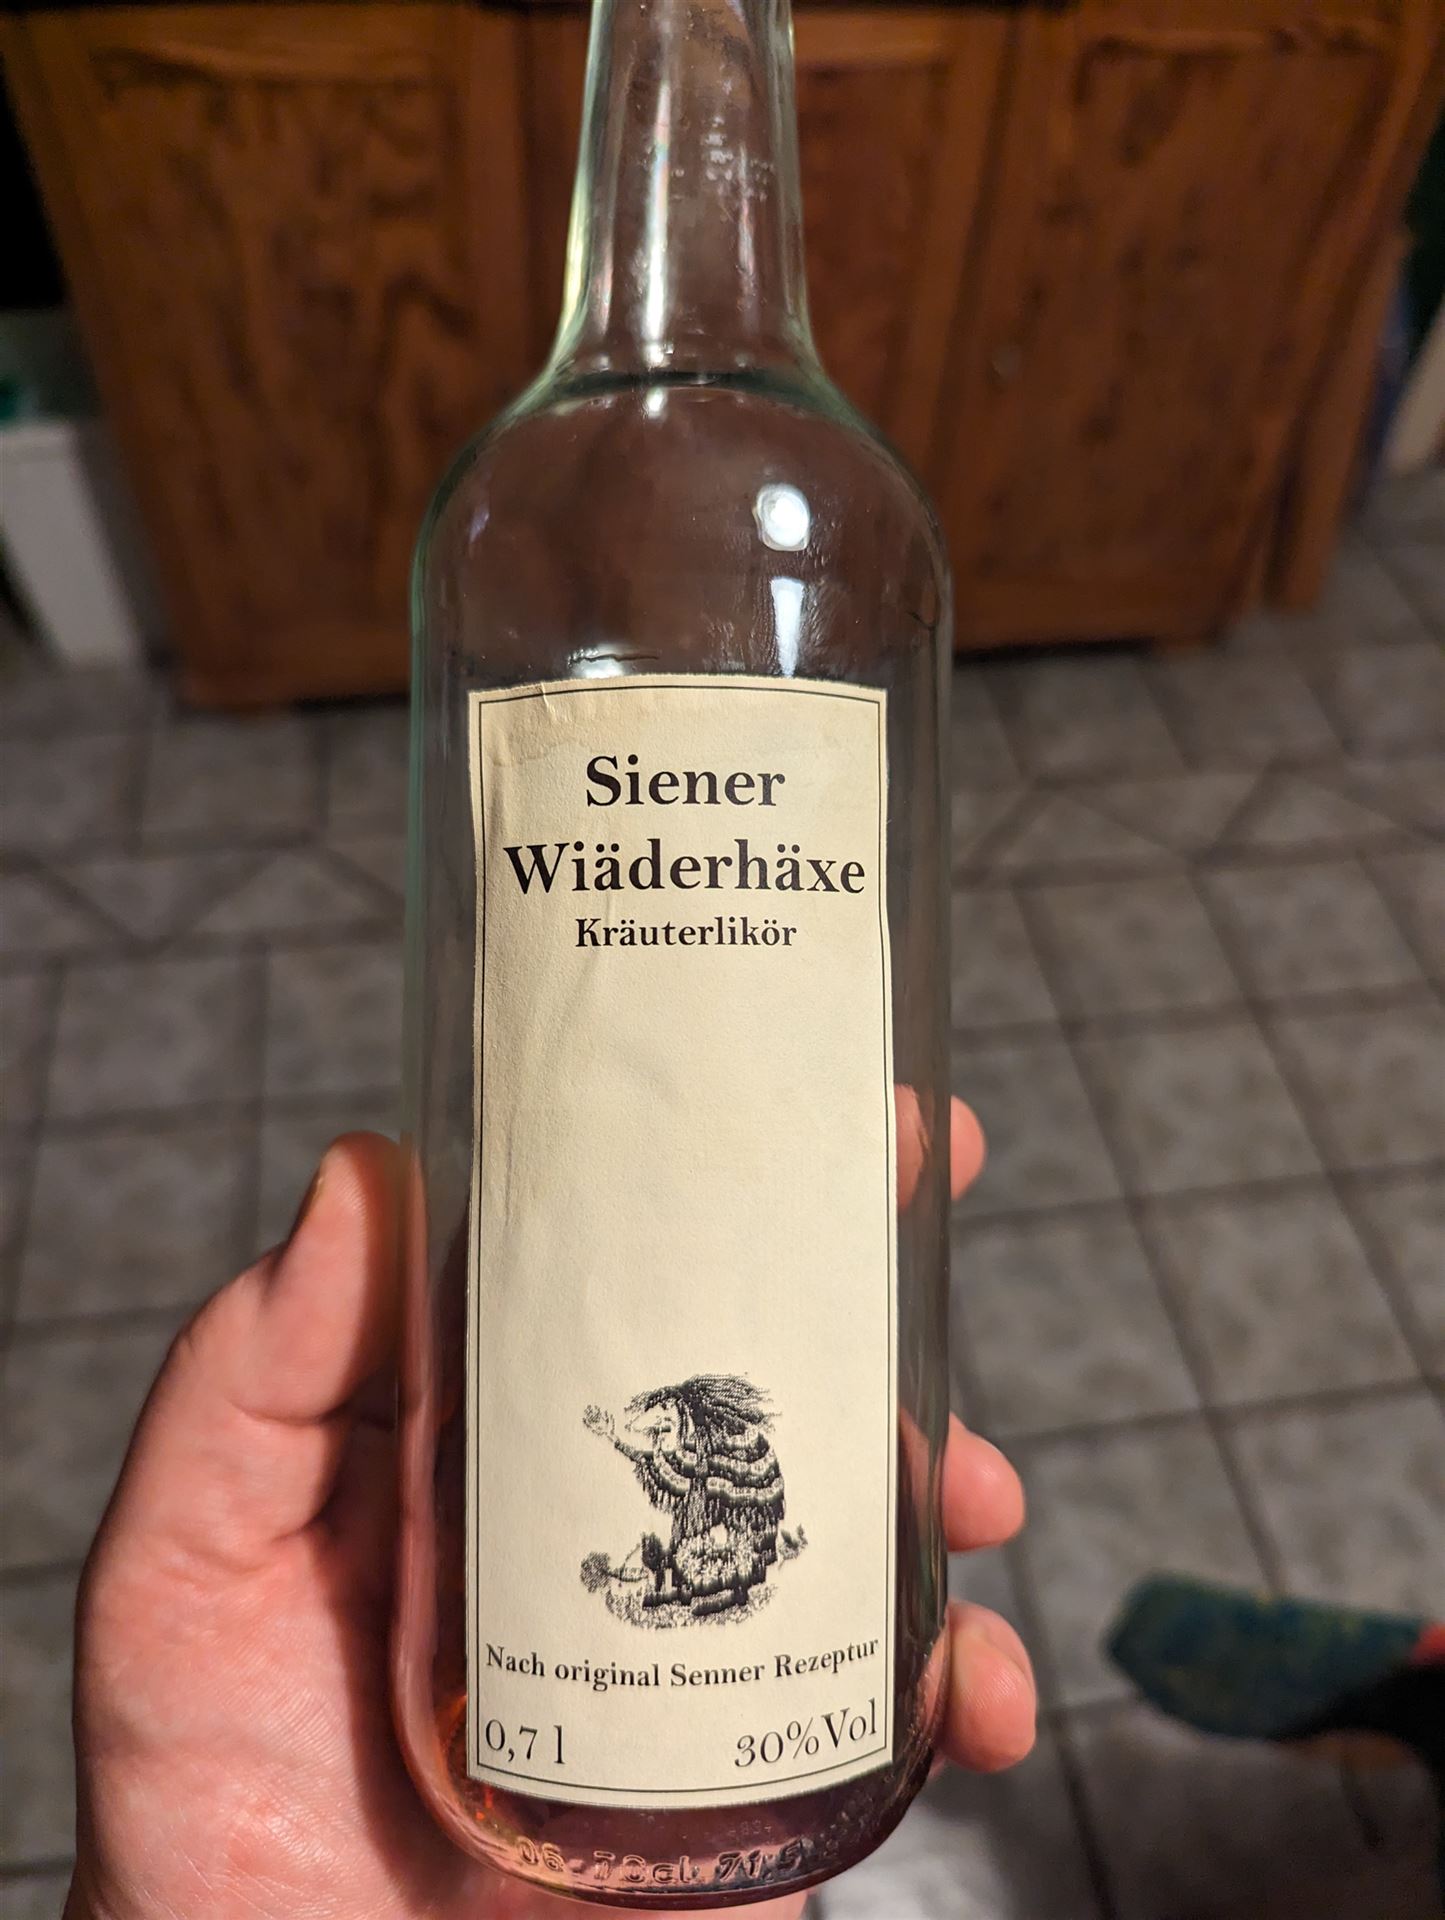 Siener
Wiäderhäxe
Kräuterlikör
Nach original Senner Rezeptur
0,7 l
30%Vol